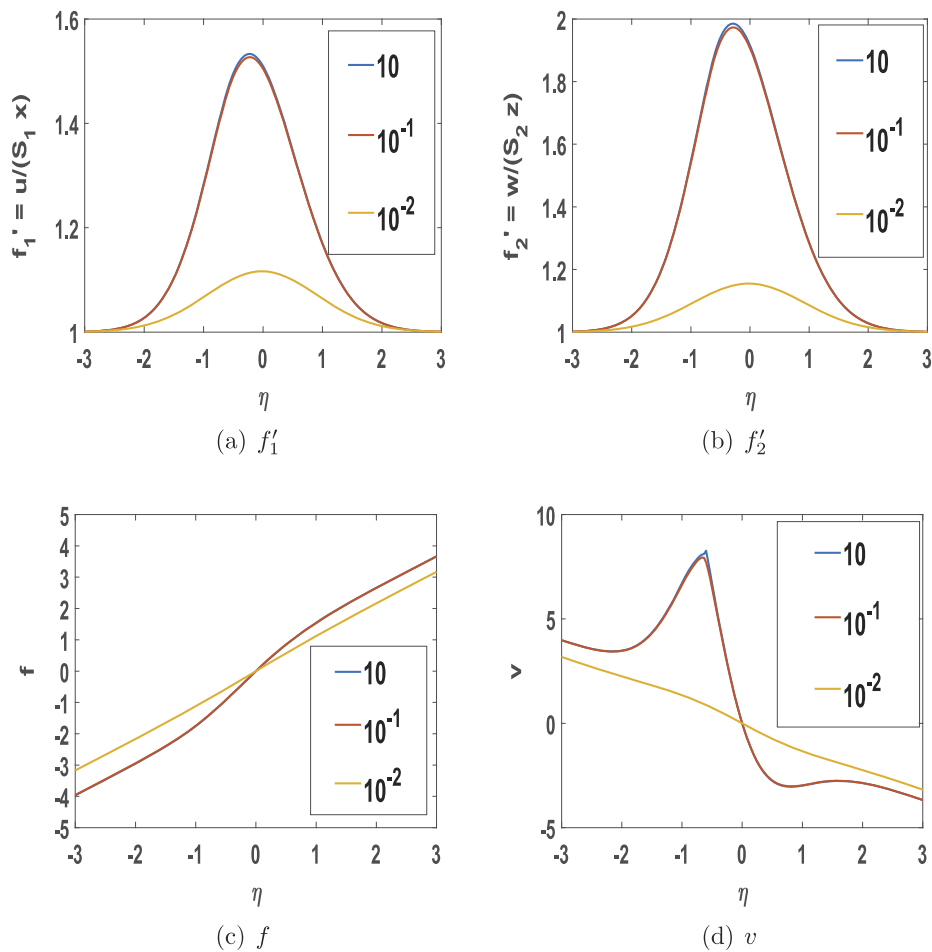 f₁' = u/(S₁ x)
1.6
1.4
1.2
1
-3 -2 -1 0 1 2 3
η
10
10⁻¹
10⁻²
(a) f₁′
f₂' = w/(S₂ z)
2
1.8
1.6
1.4
1.2
1
-3 -2 -1 0 1 2 3
η
10
10⁻¹
10⁻²
(b) f₂′
f
5
4
3
2
1
0
-1
-2
-3
-4
-5
-3 -2 -1 0 1 2 3
η
10
10⁻¹
10⁻²
(c) f
v
10
5
0
-5
-3 -2 -1 0 1 2 3
η
10
10⁻¹
10⁻²
(d) v